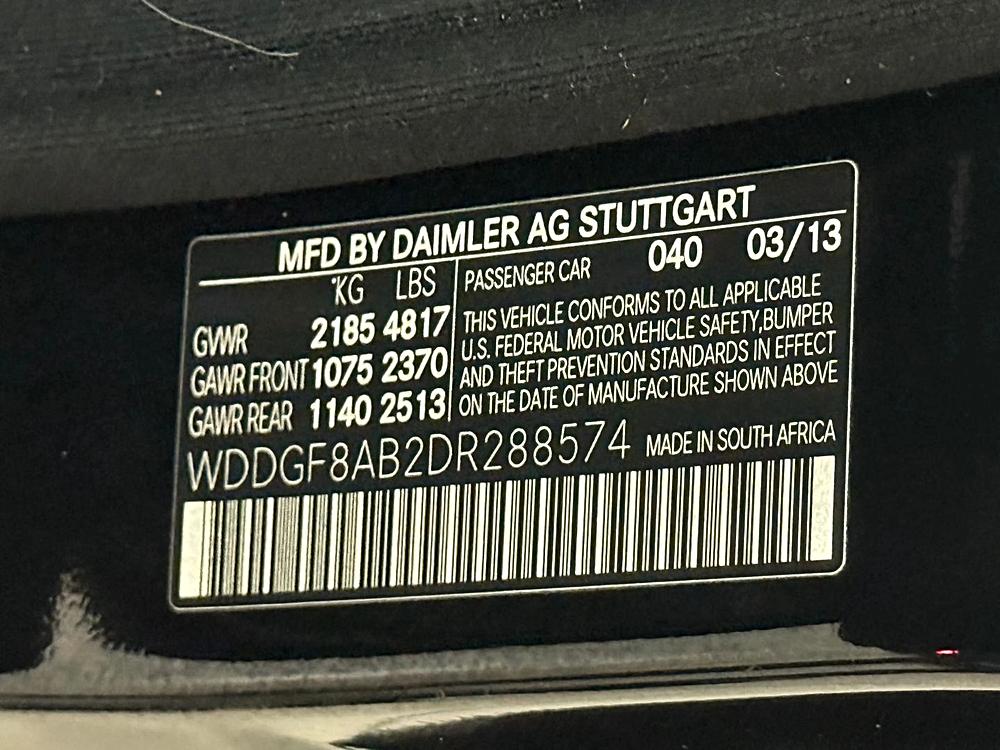 MFD BY DAIMLER AG STUTTGART
KG LBS
GVWR 2185 4817
GAWR FRONT 1075 2370
GAWR REAR 1140 2513
PASSENGER CAR 040 03/13
THIS VEHICLE CONFORMS TO ALL APPLICABLE
U.S. FEDERAL MOTOR VEHICLE SAFETY,BUMPER
AND THEFT PREVENTION STANDARDS IN EFFECT
ON THE DATE OF MANUFACTURE SHOWN ABOVE
WDDGF8AB2DR288574 MADE IN SOUTH AFRICA